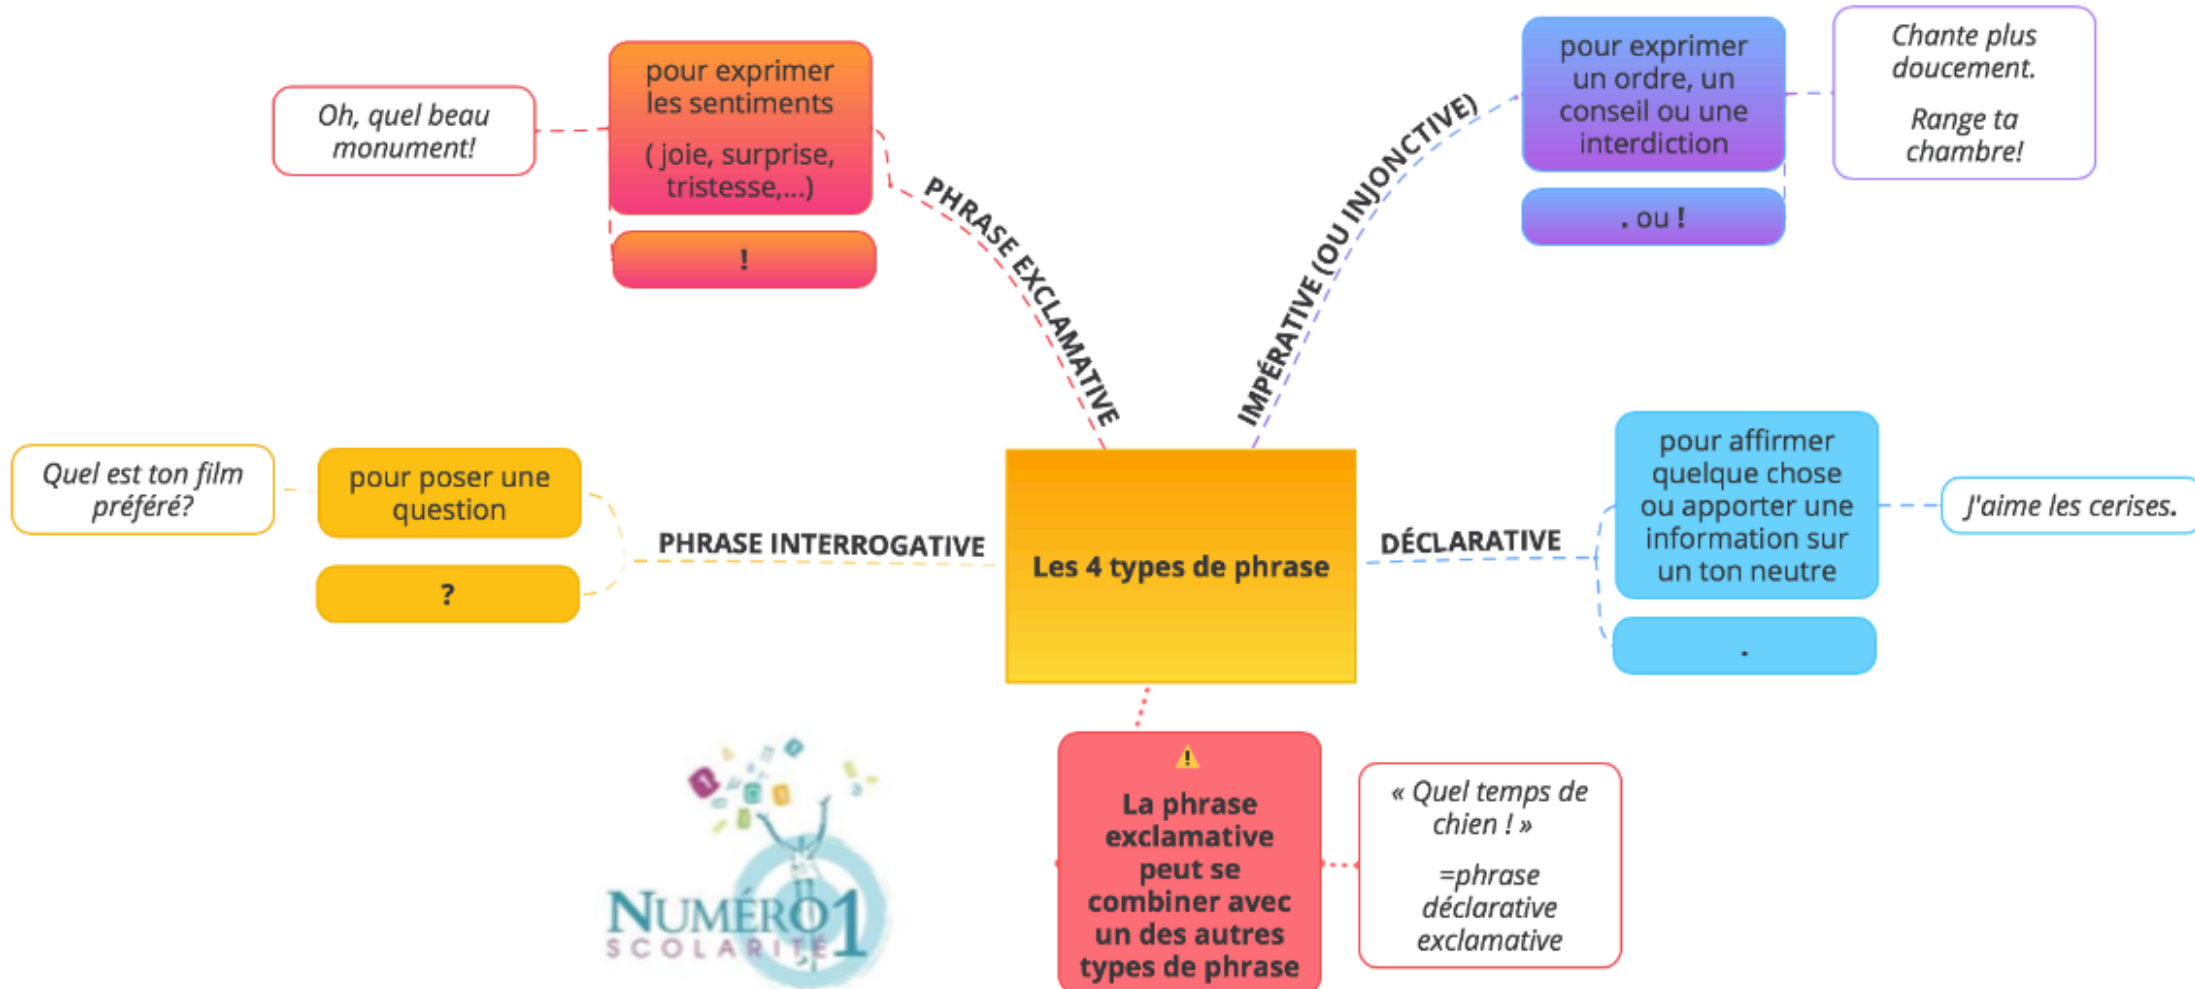 Oh, quel beau
monument!
pour exprimer
les sentiments
( joie, surprise,
tristesse,...)
!
PHRASE EXCLAMATIVE
IMPÉRATIVE (OU INJONCTIVE)
pour exprimer
un ordre, un
conseil ou une
interdiction
. ou !
Chante plus
doucement.
Range ta
chambre!
Quel est ton film
préféré?
pour poser une
question
?
PHRASE INTERROGATIVE
Les 4 types de phrase
DÉCLARATIVE
pour affirmer
quelque chose
ou apporter une
information sur
un ton neutre
.
J'aime les cerises.
La phrase
exclamative
peut se
combiner avec
un des autres
types de phrase
« Quel temps de
chien ! »
=phrase
déclarative
exclamative
NUMÉRO1
SCOLARITÉ